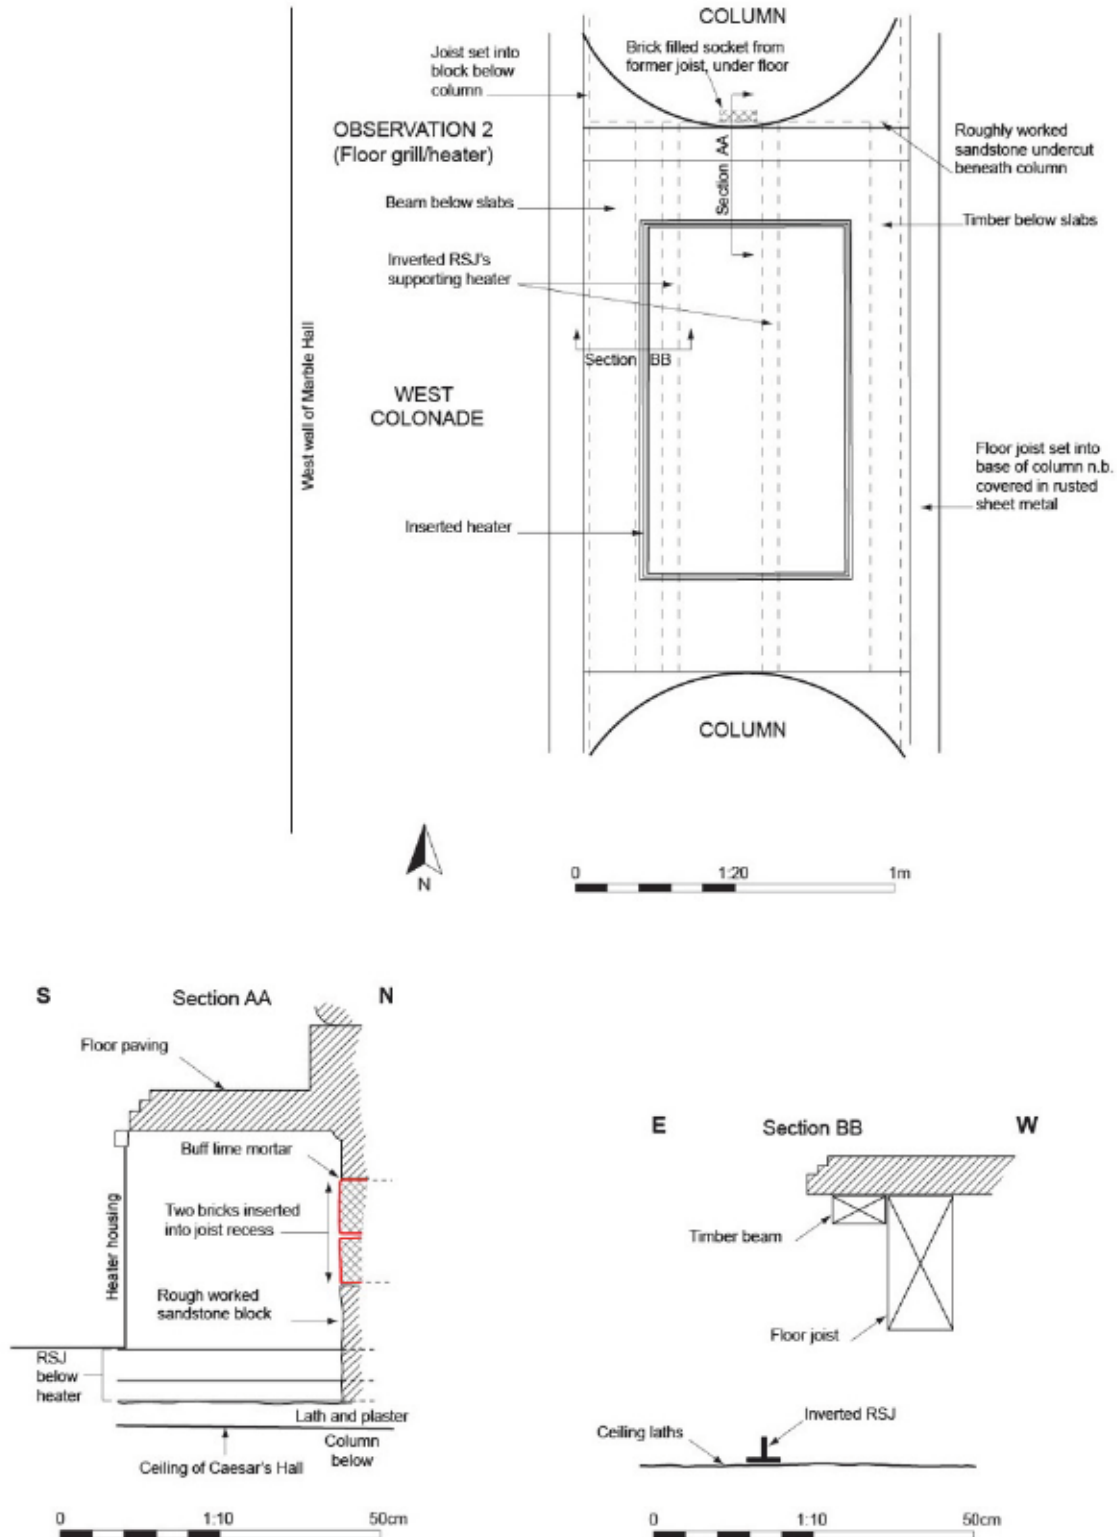 COLUMN
Joist set into
block below
column
Brick filled socket from
former joist, under floor
OBSERVATION 2
(Floor grill/heater)
Section AA
Roughly worked
sandstone undercut
beneath column
Beam below slabs
Timber below slabs
Inverted RSJ's
supporting heater
Section BB
West wall of Marble Hall
WEST
COLONADE
Floor joist set into
base of column n.b.
covered in rusted
sheet metal
Inserted heater
COLUMN
N
0 1:20 1m
S Section AA N
Floor paving
Buff lime mortar
Two bricks inserted
into joist recess
Heater housing
Rough worked
sandstone block
RSJ
below
heater
Lath and plaster
Column
below
Ceiling of Caesar's Hall
0 1:10 50cm
E Section BB W
Timber beam
Floor joist
Inverted RSJ
Ceiling laths
0 1:10 50cm